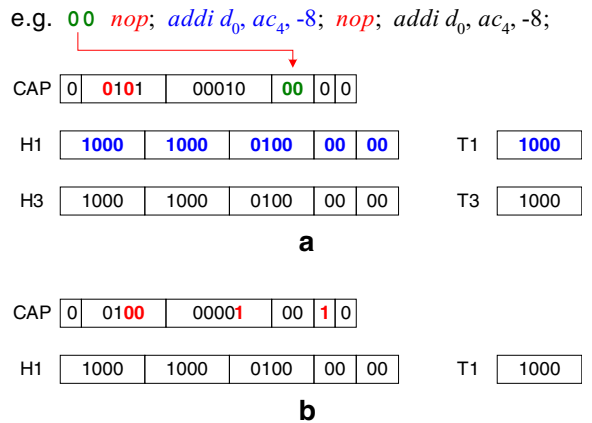 e.g. 00 nop; addi d0, ac4, -8; nop; addi d0, ac4, -8;
CAP 0 0101 00010 00 0 0
H1 1000 1000 0100 00 00 T1 1000
H3 1000 1000 0100 00 00 T3 1000
a
CAP 0 0100 00001 00 1 0
H1 1000 1000 0100 00 00 T1 1000
b